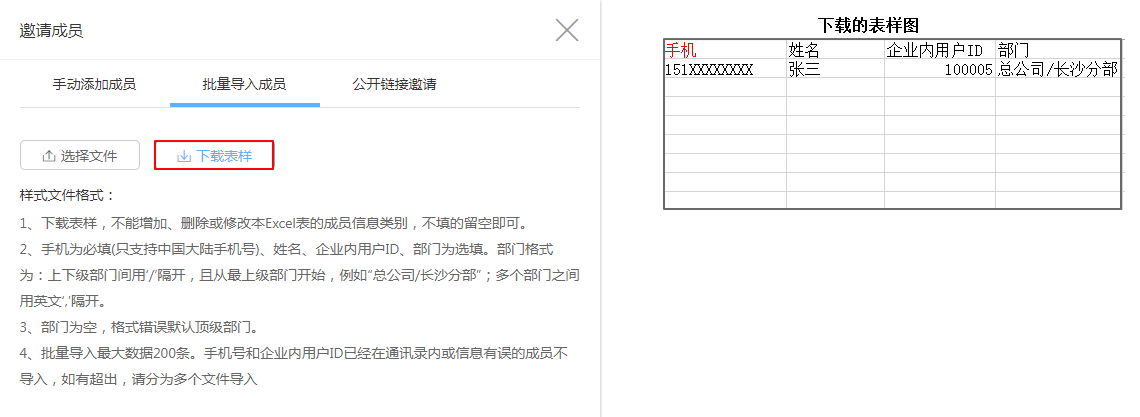 邀请成员
手动添加成员 批量导入成员 公开链接邀请
选择文件 下载表样
样式文件格式：
1、下载表样，不能增加、删除或修改本Excel表的成员信息类别，不填的留空即可。
2、手机为必填(只支持中国大陆手机号)、姓名、企业内用户ID、部门为选填。部门格式
为：上下级部门间用‘/’隔开，且从最上级部门开始，例如“总公司/长沙分部”；多个部门之间
用英文‘,’隔开。
3、部门为空，格式错误默认顶级部门。
4、批量导入最大数据200条。手机号和企业内用户ID已经在通讯录内或信息有误的成员不
导入，如有超出，请分为多个文件导入
下载的表样图
手机 姓名 企业内用户ID 部门
151XXXXXXXX 张三 100005 总公司/长沙分部